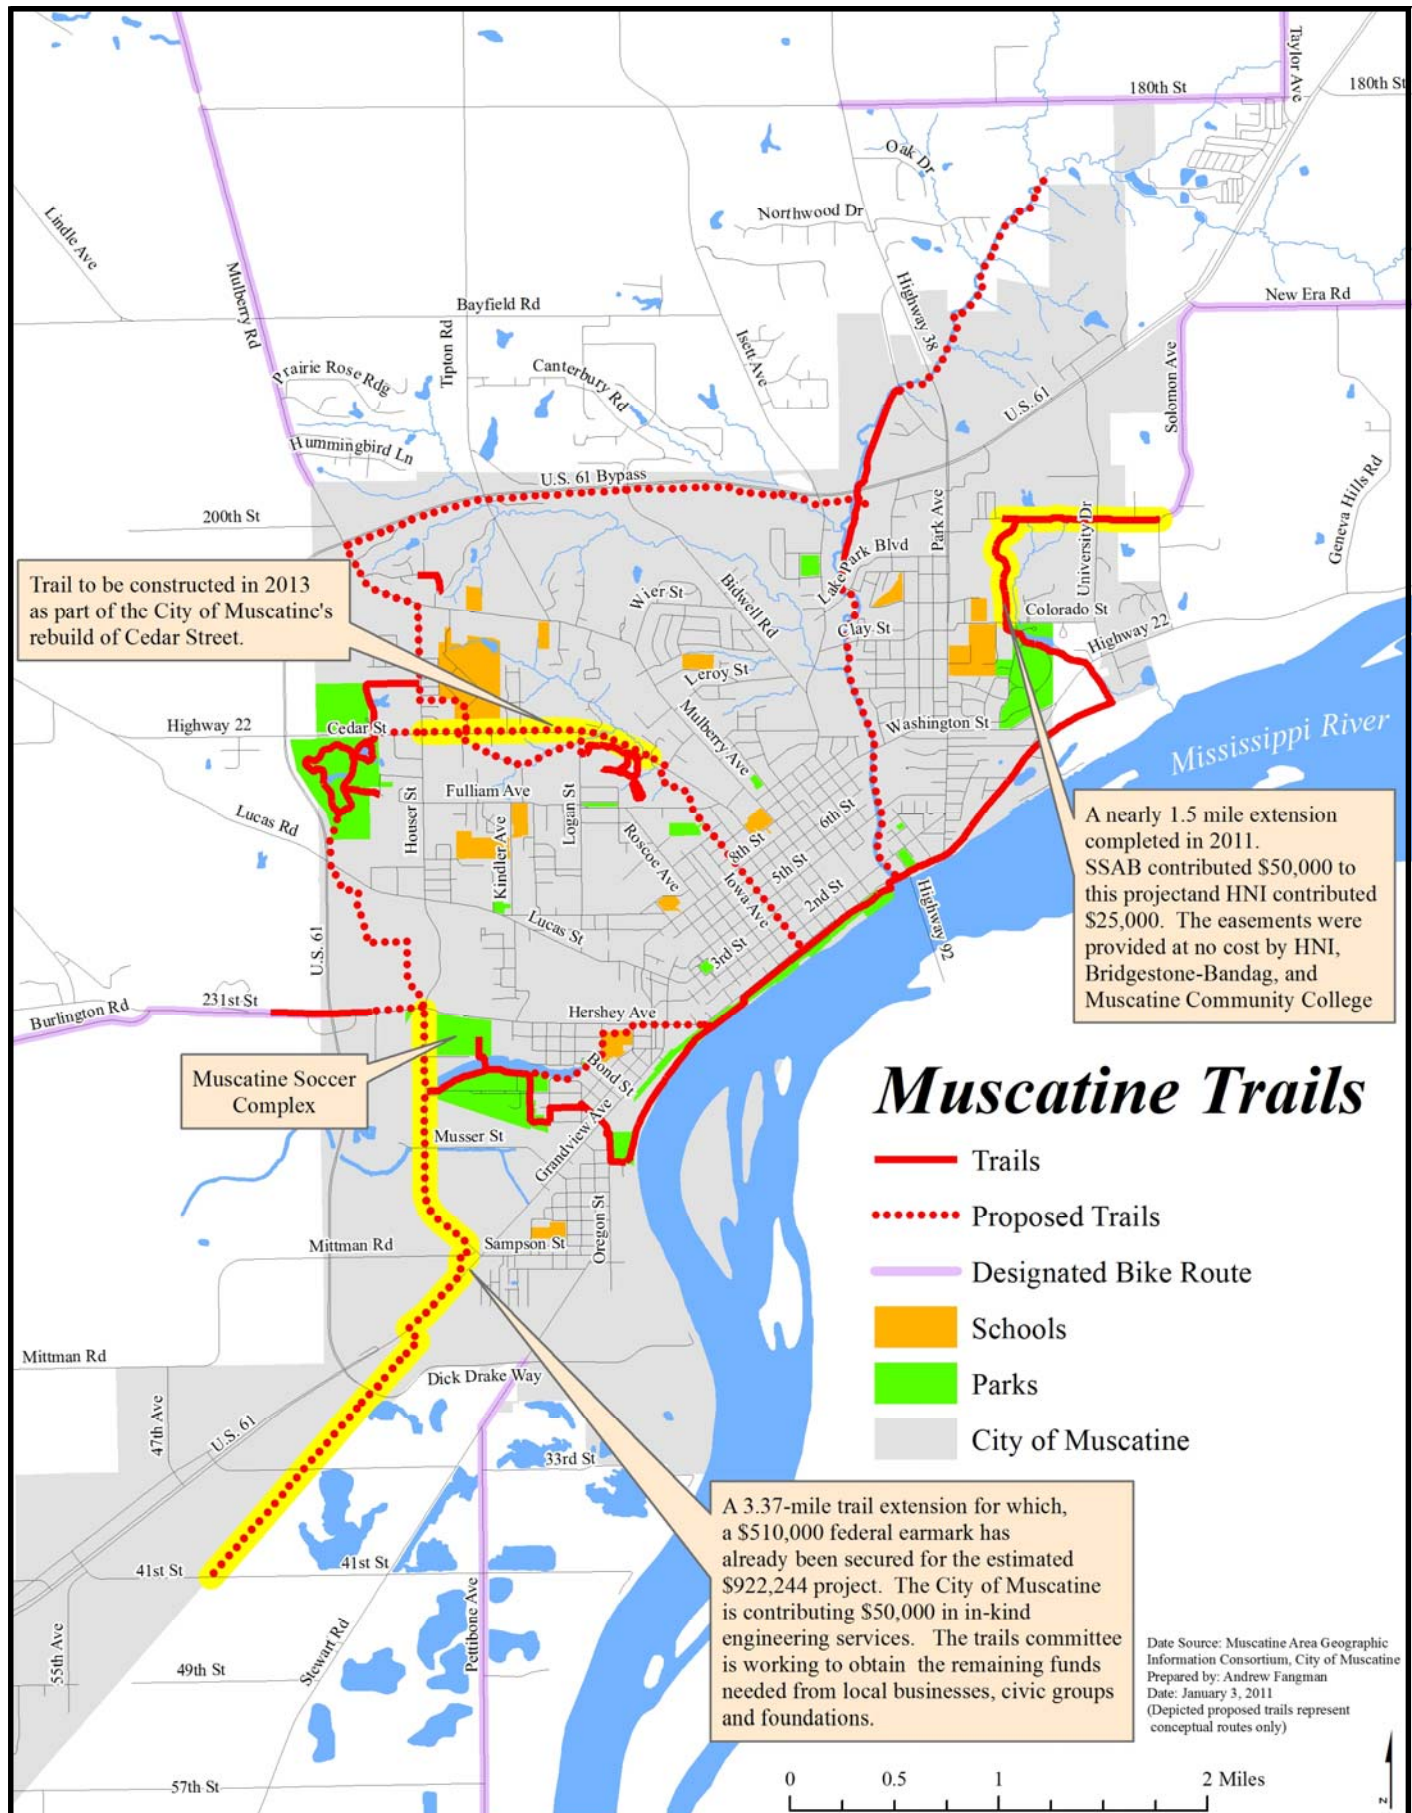 Taylor Ave
180th St
180th St
Oak Dr
Northwood Dr
Lindle Ave
Mulberry Rd
Highway 38
New Era Rd
Bayfield Rd
Tipton Rd
Isett Ave
Prairie Rose Rdg
Canterbury Rd
Solomon Ave
U.S. 61
Hummingbird Ln
U.S. 61 Bypass
Geneva Hills Rd
200th St
Park Ave
University Dr
Lake Park Blvd
Trail to be constructed in 2013
as part of the City of Muscatine's
rebuild of Cedar Street.
Wier St
Bidwell Rd
Colorado St
Clay St
Highway 22
Leroy St
Mulberry Ave
Highway 22
Cedar St
Washington St
Mississippi River
Fulliam Ave
Houser St
Logan St
Lucas Rd
Kindler Ave
Roscoe Ave
6th St
8th St
5th St
Iowa Ave
2nd St
A nearly 1.5 mile extension
completed in 2011.
SSAB contributed $50,000 to
this projectand HNI contributed
$25,000. The easements were
provided at no cost by HNI,
Bridgestone-Bandag, and
Muscatine Community College
Highway 92
Lucas St
3rd St
U.S. 61
231st St
Burlington Rd
Hershey Ave
Bond St
Muscatine Soccer
Complex
Muscatine Trails
Musser St
Grandview Ave
Trails
Oregon St
Proposed Trails
Mittman Rd
Sampson St
Designated Bike Route
Schools
Mittman Rd
Dick Drake Way
Parks
47th Ave
U.S. 61
City of Muscatine
33rd St
A 3.37-mile trail extension for which,
a $510,000 federal earmark has
already been secured for the estimated
$922,244 project. The City of Muscatine
is contributing $50,000 in in-kind
engineering services. The trails committee
is working to obtain the remaining funds
needed from local businesses, civic groups
and foundations.
41st St
41st St
55th Ave
Stewart Rd
Pettibone Ave
49th St
57th St
Date Source: Muscatine Area Geographic
Information Consortium, City of Muscatine
Prepared by: Andrew Fangman
Date: January 3, 2011
(Depicted proposed trails represent
conceptual routes only)
0 0.5 1 2 Miles
z